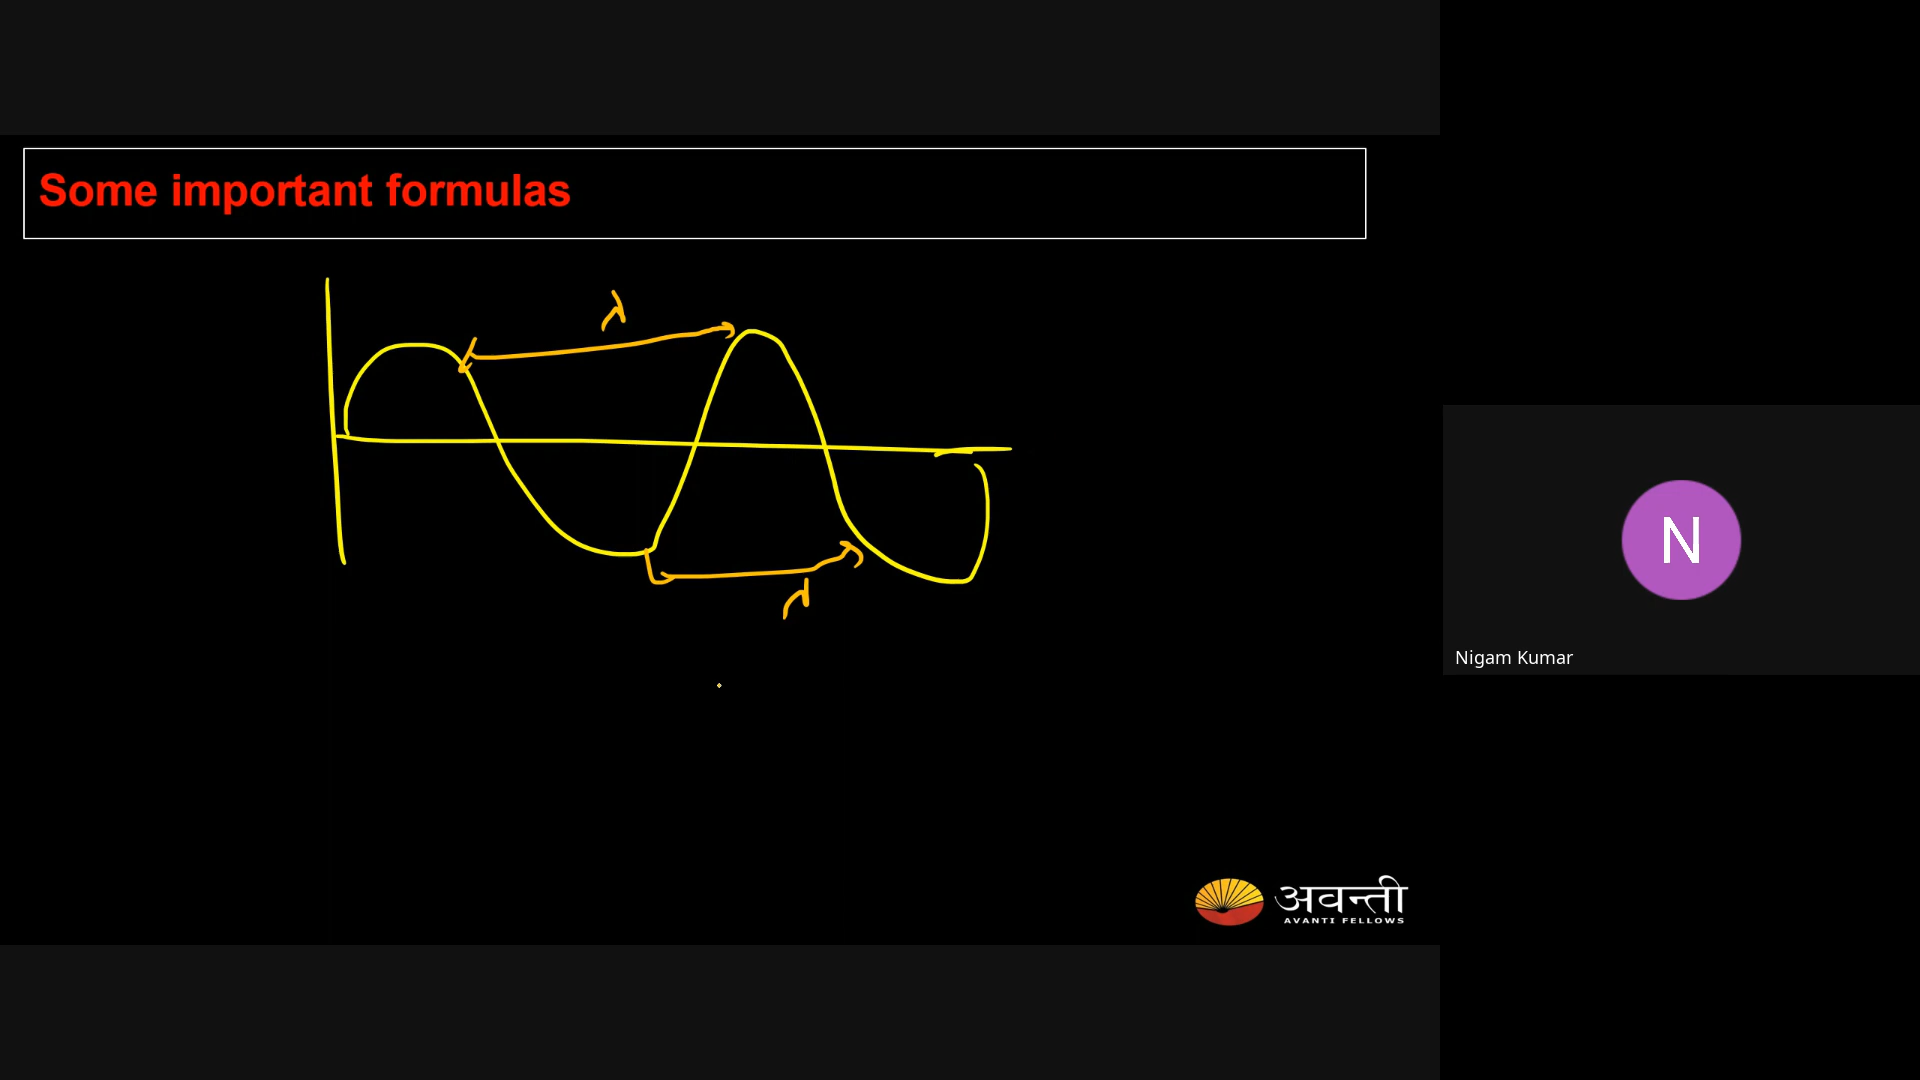 Some important formulas
λ
λ
N
Nigam Kumar
अवन्ती
AVANTI FELLOWS